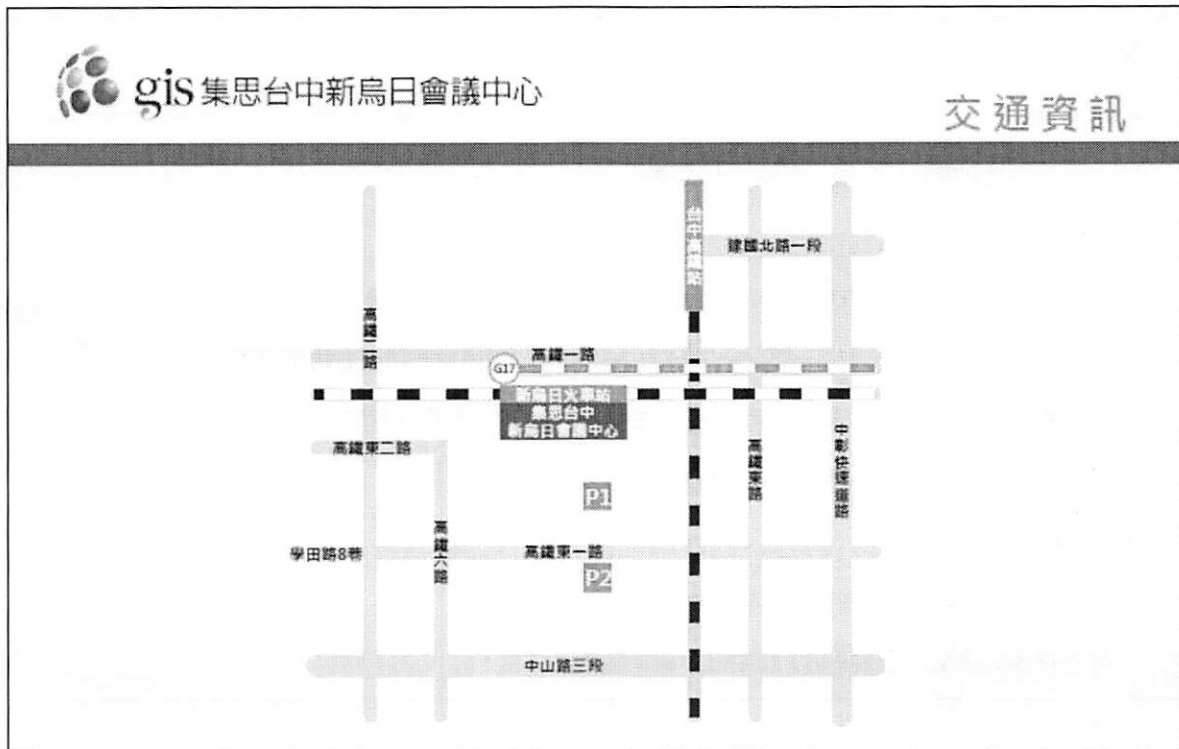 gis 集思台中新烏日會議中心
交通資訊
台中高鐵站
建國北路一段
高鐵二路
高鐵一路
G17
新烏日火車站
集思台中
新烏日會議中心
高鐵東二路
高鐵東路
中彰快速道路
P1
高鐵六路
學田路8巷
高鐵東一路
P2
中山路三段